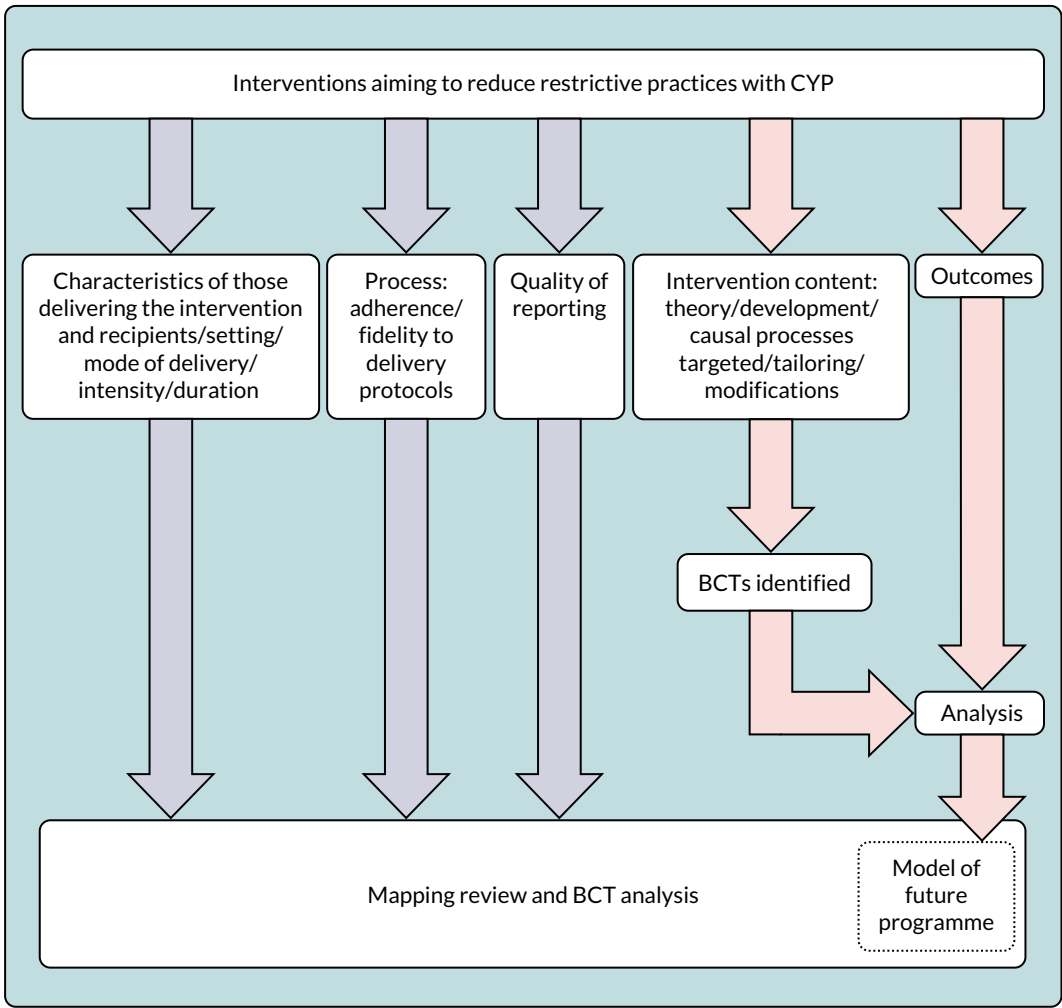 Interventions aiming to reduce restrictive practices with CYP
Characteristics of those
delivering the intervention
and recipients/setting/
mode of delivery/
intensity/duration
Process:
adherence/
fidelity to
delivery
protocols
Quality of
reporting
Intervention content:
theory/development/
causal processes
targeted/tailoring/
modifications
Outcomes
BCTs identified
Analysis
Mapping review and BCT analysis
Model of
future
programme